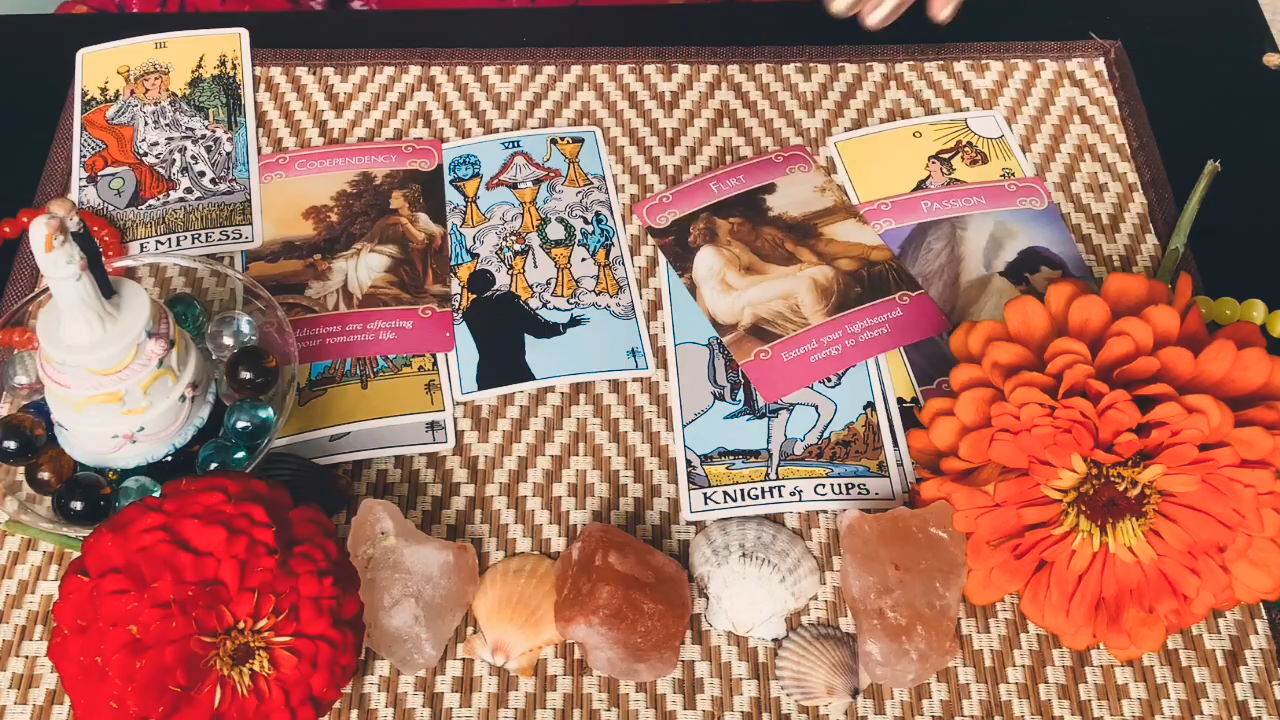 III
EMPRESS.
CODEPENDENCY
ddictions are affecting
your romantic life.
VII
FLIRT
Extend your lighthearted
energy to others!
KNIGHT of CUPS.
PASSION